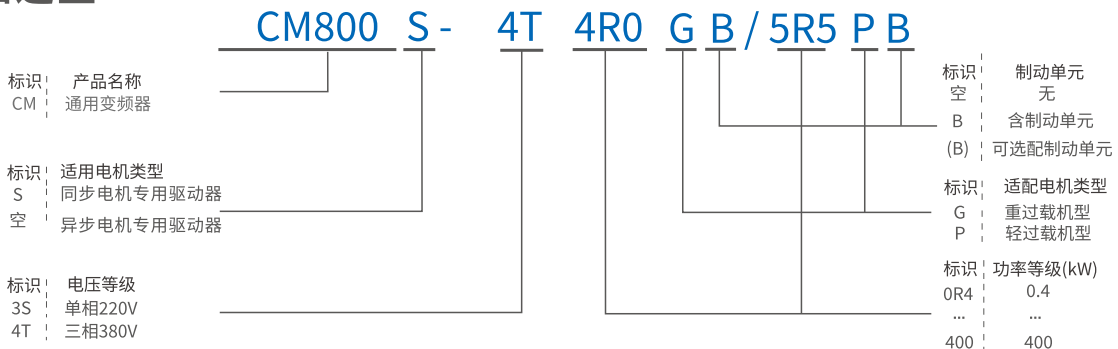 CM800 S - 4T 4R0 G B / 5R5 P B
标识 产品名称
CM 通用变频器
标识 适用电机类型
S 同步电机专用驱动器
空 异步电机专用驱动器
标识 电压等级
3S 单相220V
4T 三相380V
标识 制动单元
空 无
B 含制动单元
(B) 可选配制动单元
标识 适配电机类型
G 重过载机型
P 轻过载机型
标识 功率等级(kW)
0R4 0.4
... ...
400 400